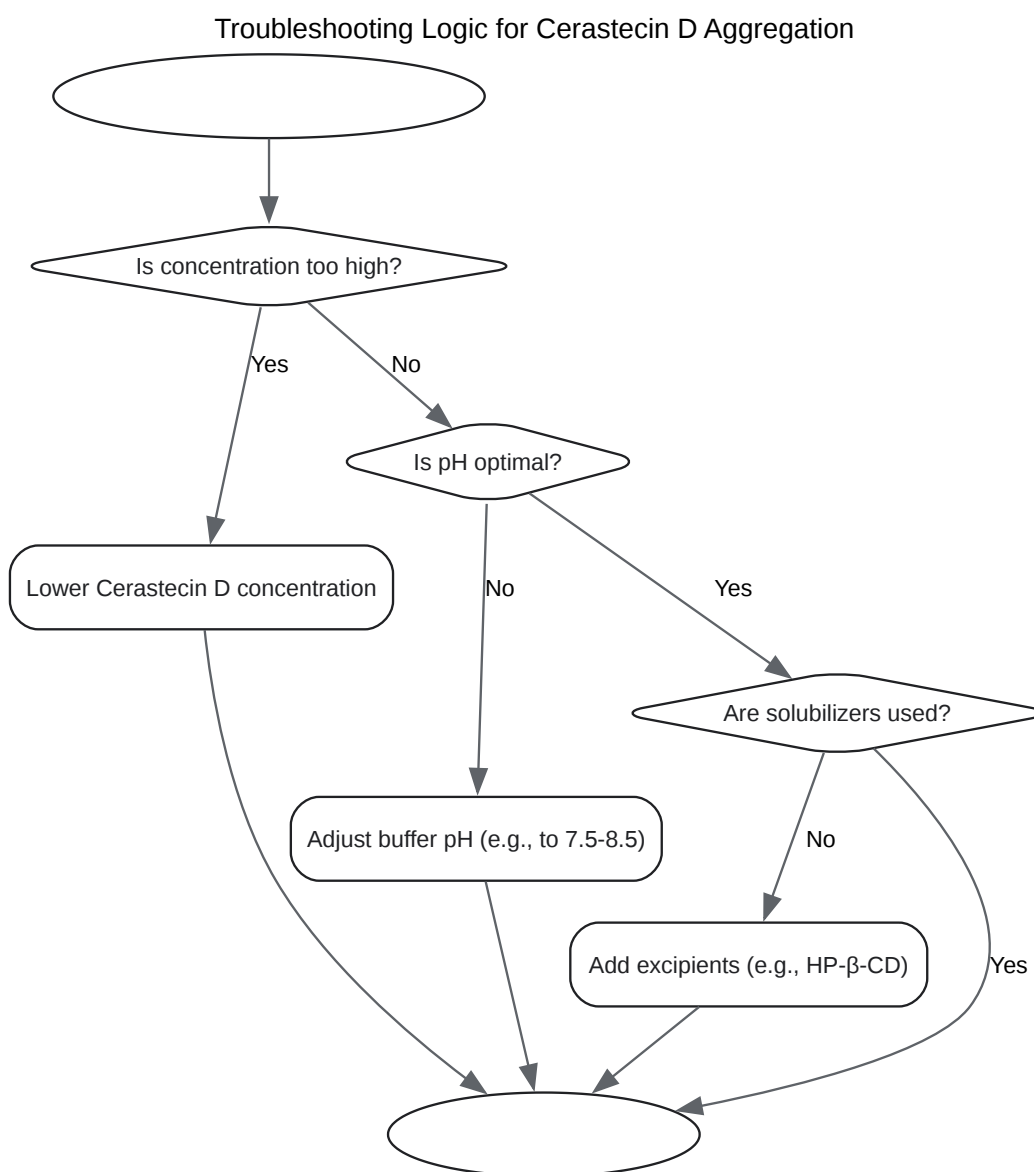 Troubleshooting Logic for Cerastecin D Aggregation
Is concentration too high?
Yes
No
Is pH optimal?
Lower Cerastecin D concentration
No
Yes
Are solubilizers used?
Adjust buffer pH (e.g., to 7.5-8.5)
No
Add excipients (e.g., HP-β-CD)
Yes